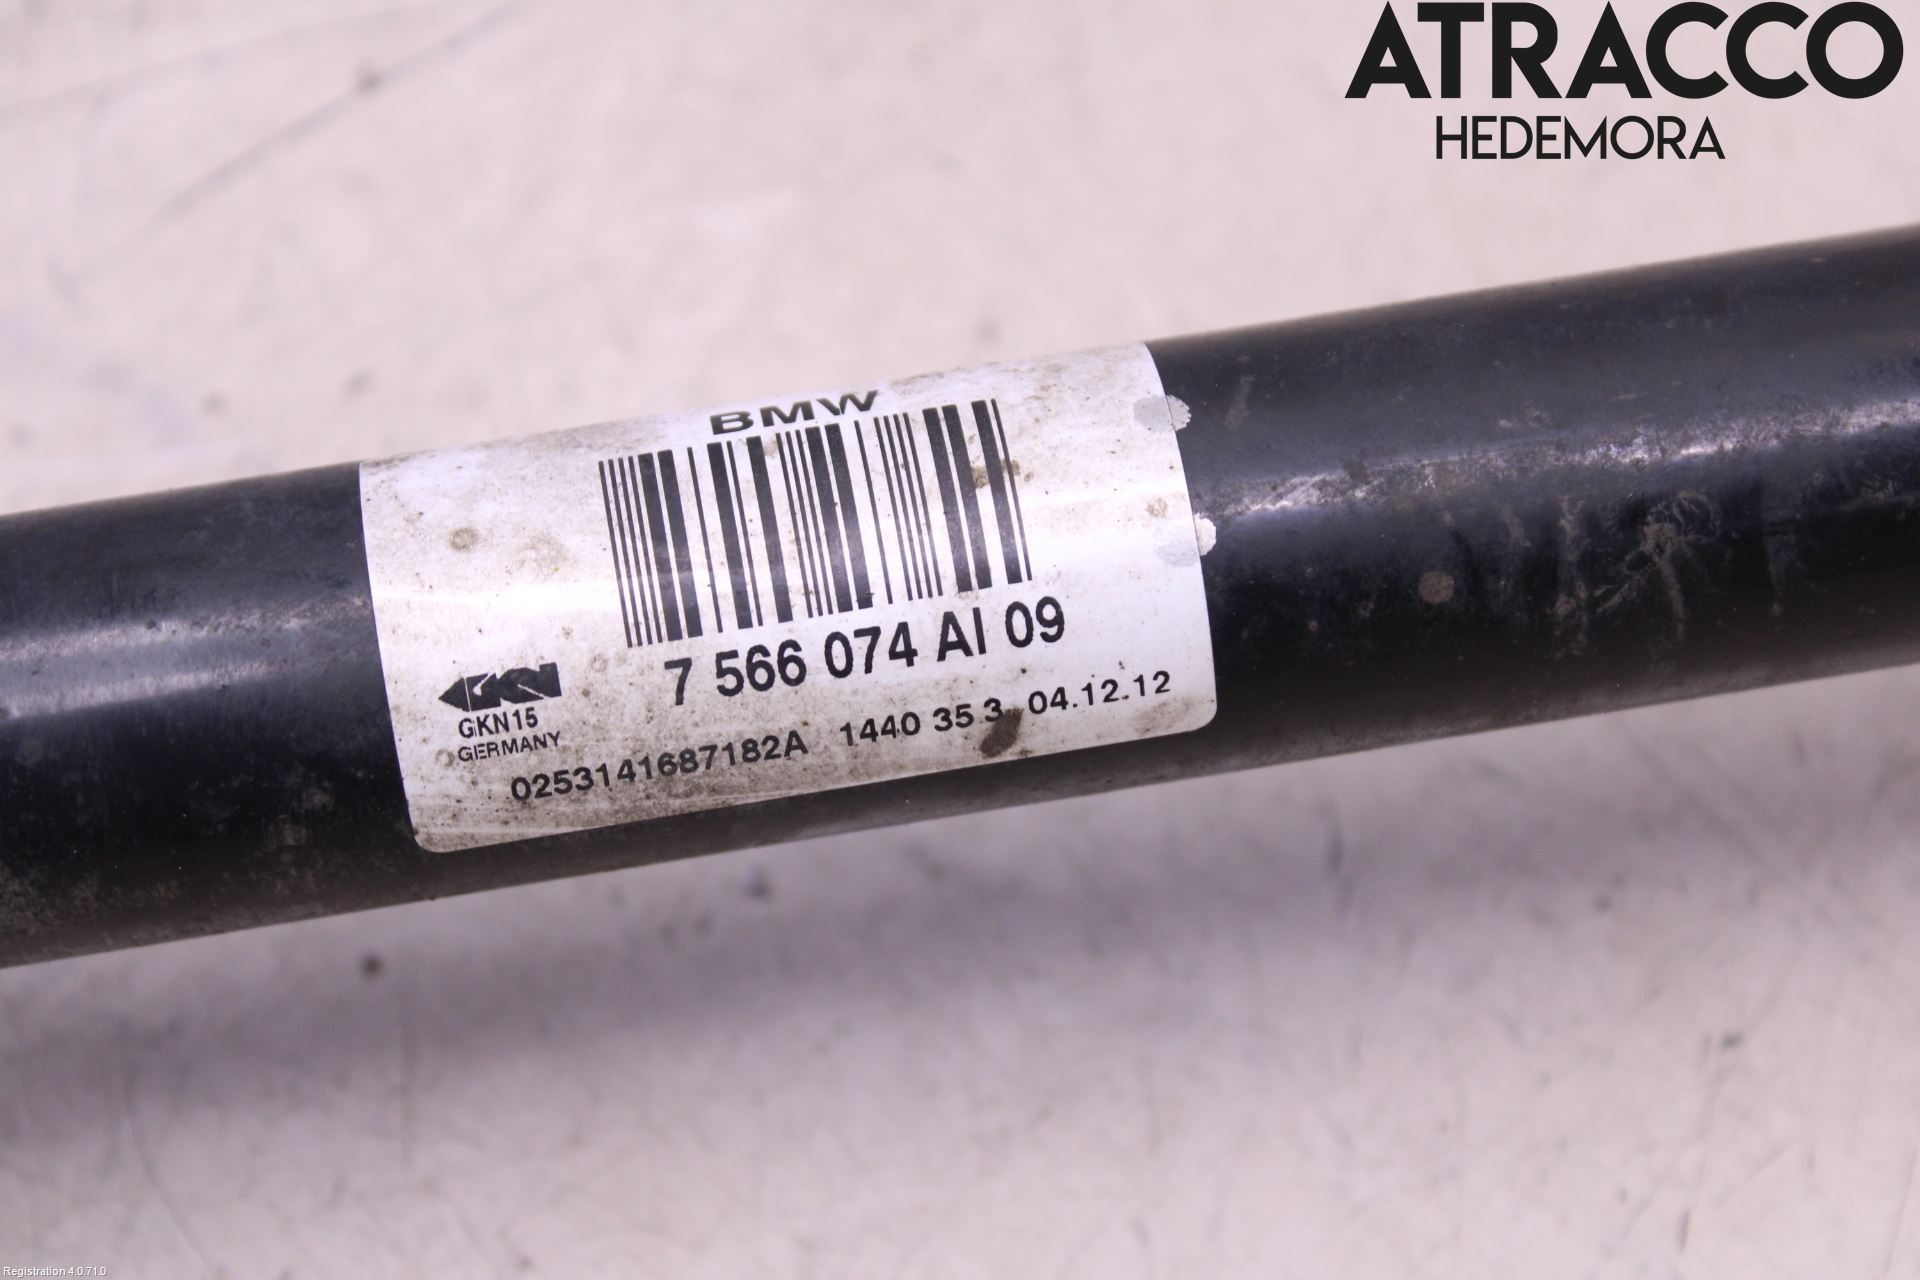 ATRACCO
HEDEMORA
BMW
7 566 074 AI 09
GKN
GKN15
GERMANY
0253141687182A 1440 35 3 04.12.12
Registration 4.0.71.0